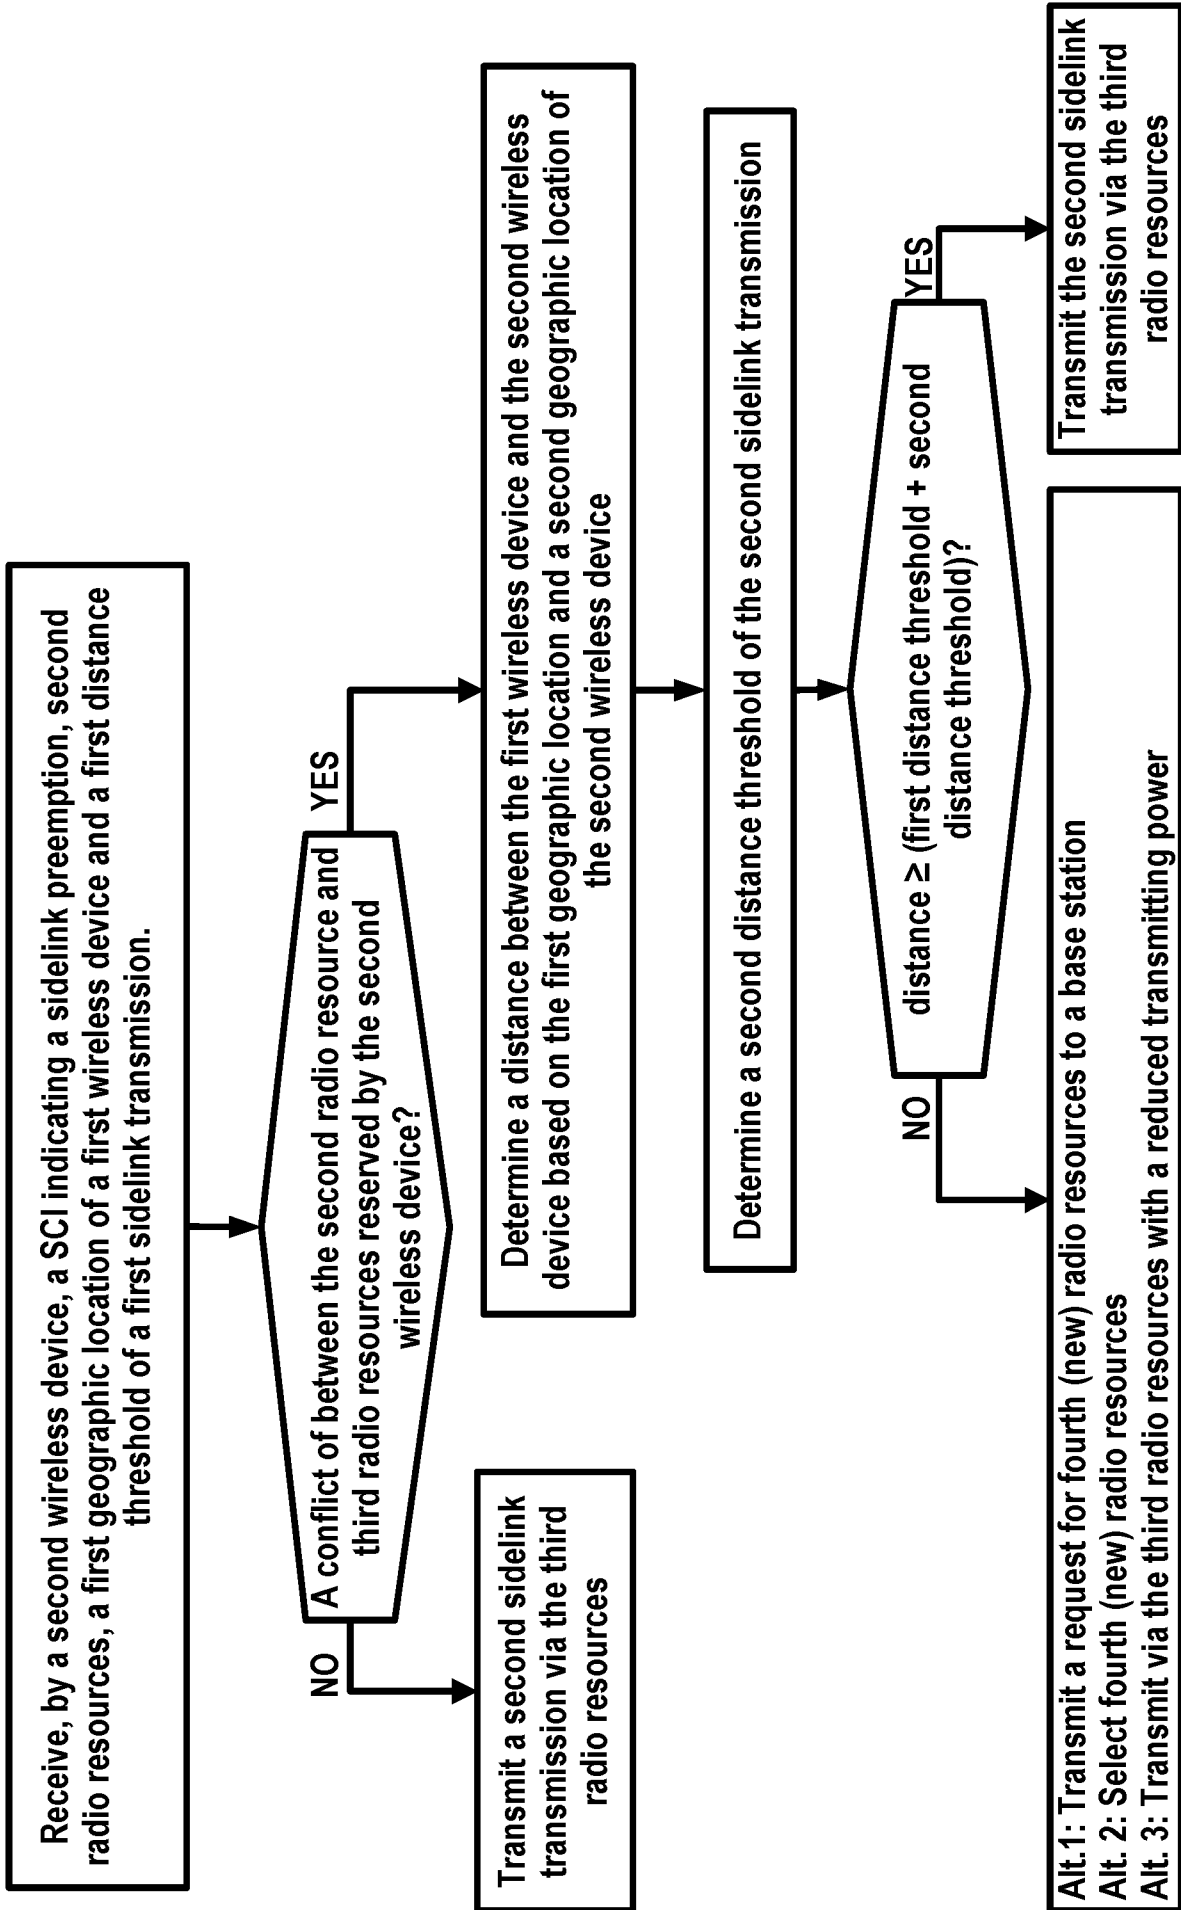 Receive, by a second wireless device, a SCI indicating a sidelink preemption, second
radio resources, a first geographic location of a first wireless device and a first distance
threshold of a first sidelink transmission.
A conflict of between the second radio resource and
third radio resources reserved by the second
wireless device?
NO
YES
Transmit a second sidelink
transmission via the third
radio resources
Determine a distance between the first wireless device and the second wireless
device based on the first geographic location and a second geographic location of
the second wireless device
Determine a second distance threshold of the second sidelink transmission
distance ≥ (first distance threshold + second
distance threshold)?
NO
YES
Alt.1: Transmit a request for fourth (new) radio resources to a base station
Alt. 2: Select fourth (new) radio resources
Alt. 3: Transmit via the third radio resources with a reduced transmitting power
Transmit the second sidelink
transmission via the third
radio resources